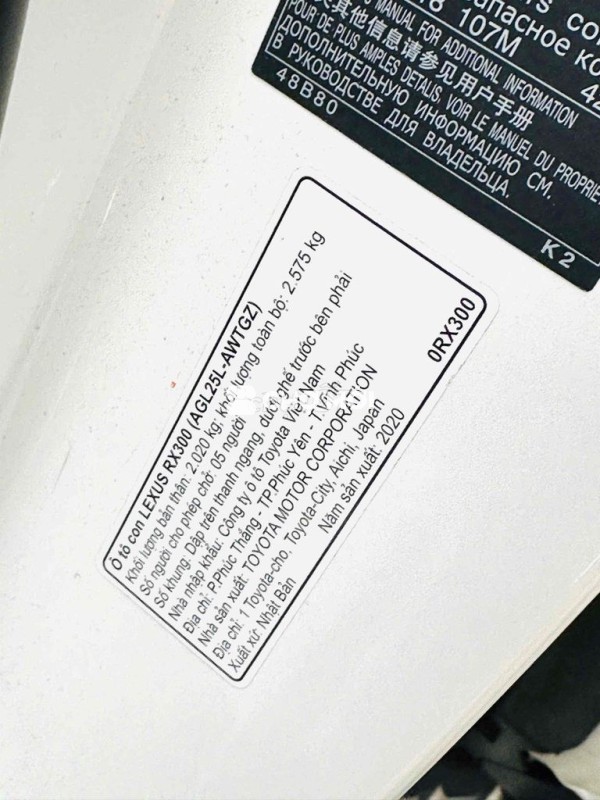 107M
MANUAL FOR ADDITIONAL INFORMATION
其他信息请参见用户手册
POUR DE PLUS AMPLES DETAILS, VOIR LE MANUEL DU PROPRIE
ДОПОЛНИТЕЛЬНУЮ ИНФОРМАЦИЮ СМ.
В РУКОВОДСТВЕ ДЛЯ ВЛАДЕЛЬЦА.
48B80
K2
Ô tô con LEXUS RX300 (AGL25L-AWTGZ)
Khối lượng bản thân: 2.020 kg; khối lượng toàn bộ: 2.575 kg
Số người cho phép chở: 05 người
Số khung: Dập trên thanh ngang, dưới ghế trước bên phải
Nhà nhập khẩu: Công ty ô tô Toyota Việt Nam
Địa chỉ: P.Phúc Thắng - TP.Phúc Yên - T.Vĩnh Phúc
Nhà sản xuất: TOYOTA MOTOR CORPORATION
Địa chỉ: 1 Toyota-cho, Toyota-City, Aichi, Japan
Xuất xứ: Nhật Bản Năm sản xuất: 2020
0RX300